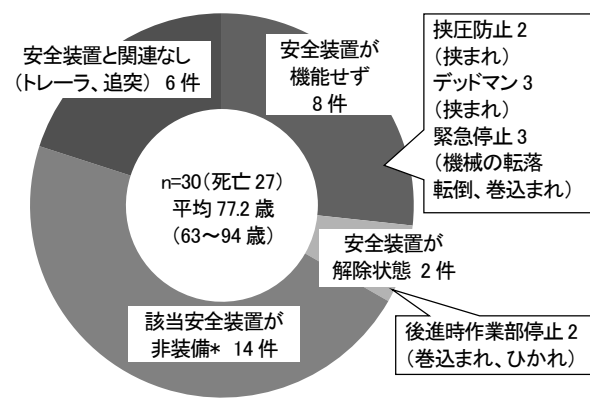 安全装置と関連なし
(トレーラ、追突) 6 件
安全装置が
機能せず
8 件
挟圧防止 2
(挟まれ)
デッドマン 3
(挟まれ)
緊急停止 3
(機械の転落
転倒、巻込まれ)
n=30(死亡 27)
平均 77.2 歳
(63～94 歳)
安全装置が
解除状態 2 件
該当安全装置が
非装備* 14 件
後進時作業部停止 2
(巻込まれ、ひかれ)